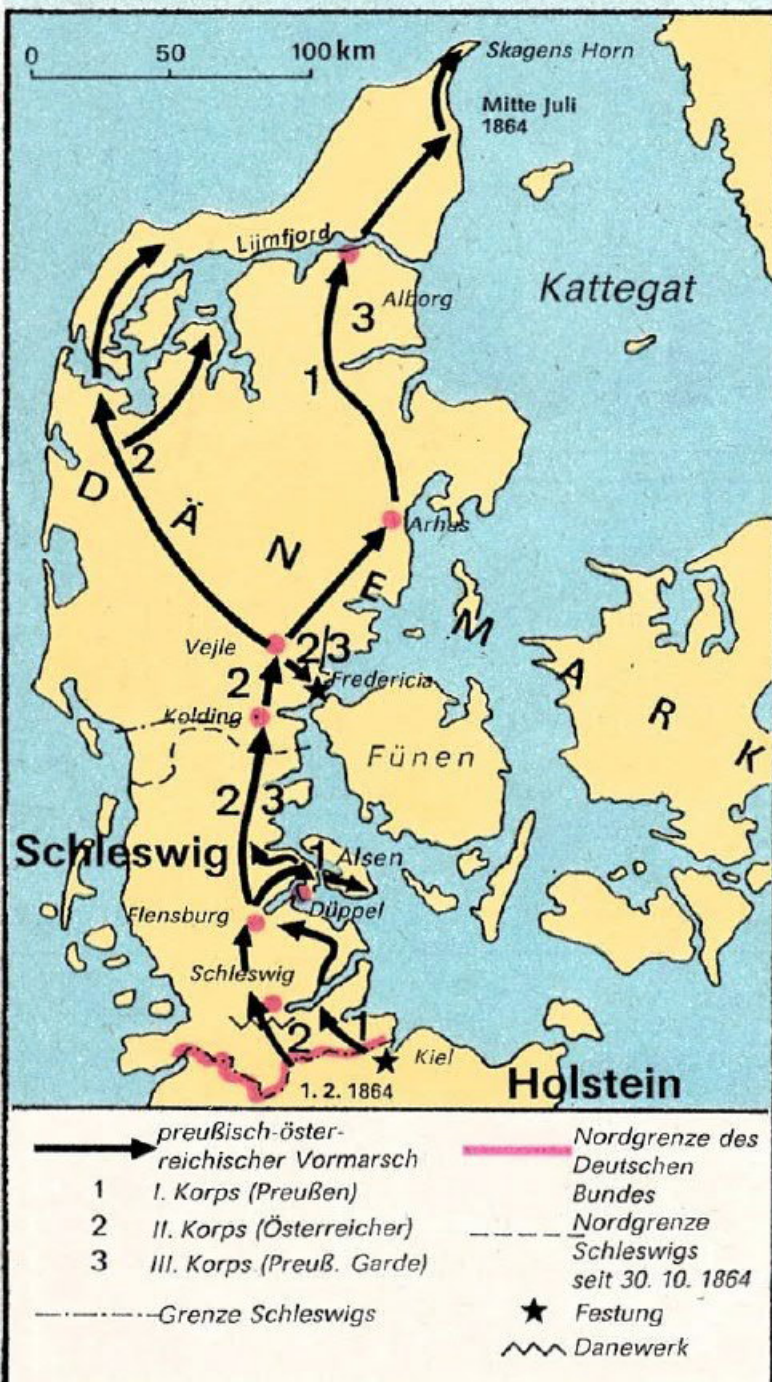 0 50 100 km
Skagens Horn
Mitte Juli
1864
Lijmfjord
Kattegat
Alborg
3
1
2
DÄNEMARK
Arhus
Vejle
2/3
Fredericia
2
Kolding
Fünen
2 3
Schleswig
1
Alsen
Düppel
Flensburg
Schleswig
2
1
Kiel
1. 2. 1864
Holstein
preußisch-öster-
reichischer Vormarsch
1 I. Korps (Preußen)
2 II. Korps (Österreicher)
3 III. Korps (Preuß. Garde)
Grenze Schleswigs
Nordgrenze des
Deutschen
Bundes
Nordgrenze
Schleswigs
seit 30. 10. 1864
Festung
Danewerk